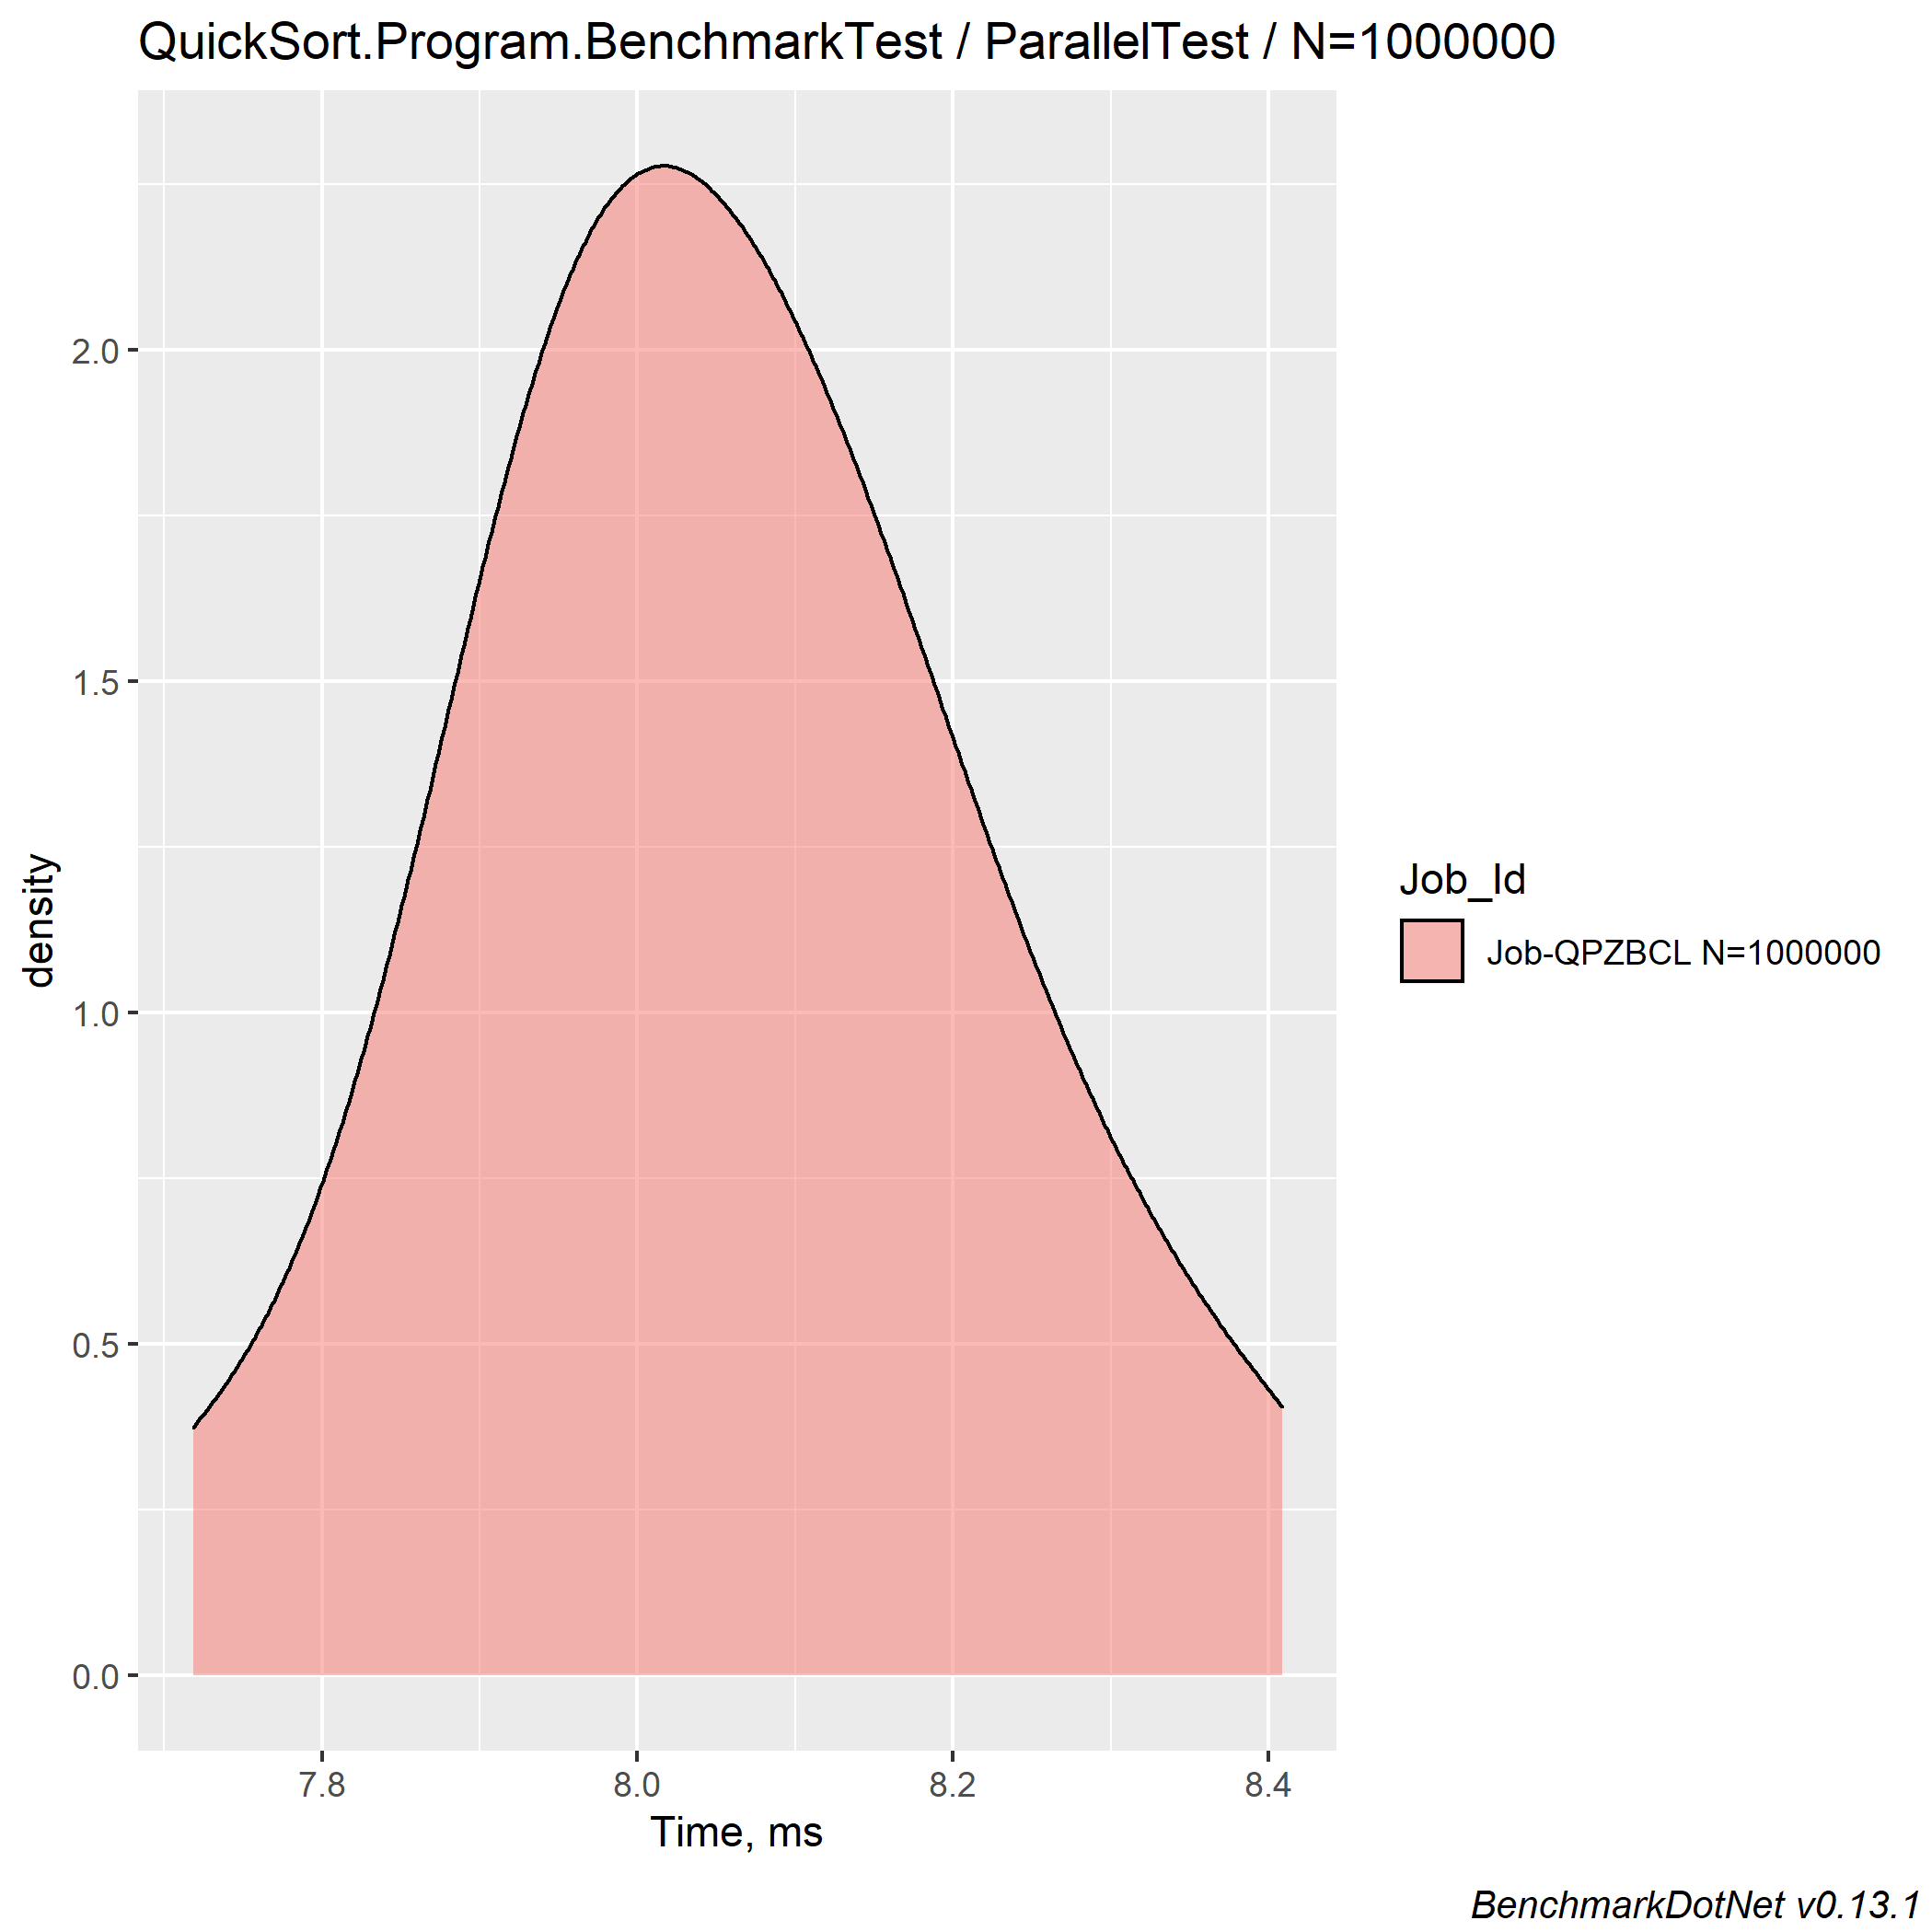 QuickSort.Program.BenchmarkTest / ParallelTest / N=1000000
density
2.0
1.5
1.0
0.5
0.0
7.8 8.0 8.2 8.4
Time, ms
Job_Id
Job-QPZBCL N=1000000
BenchmarkDotNet v0.13.1